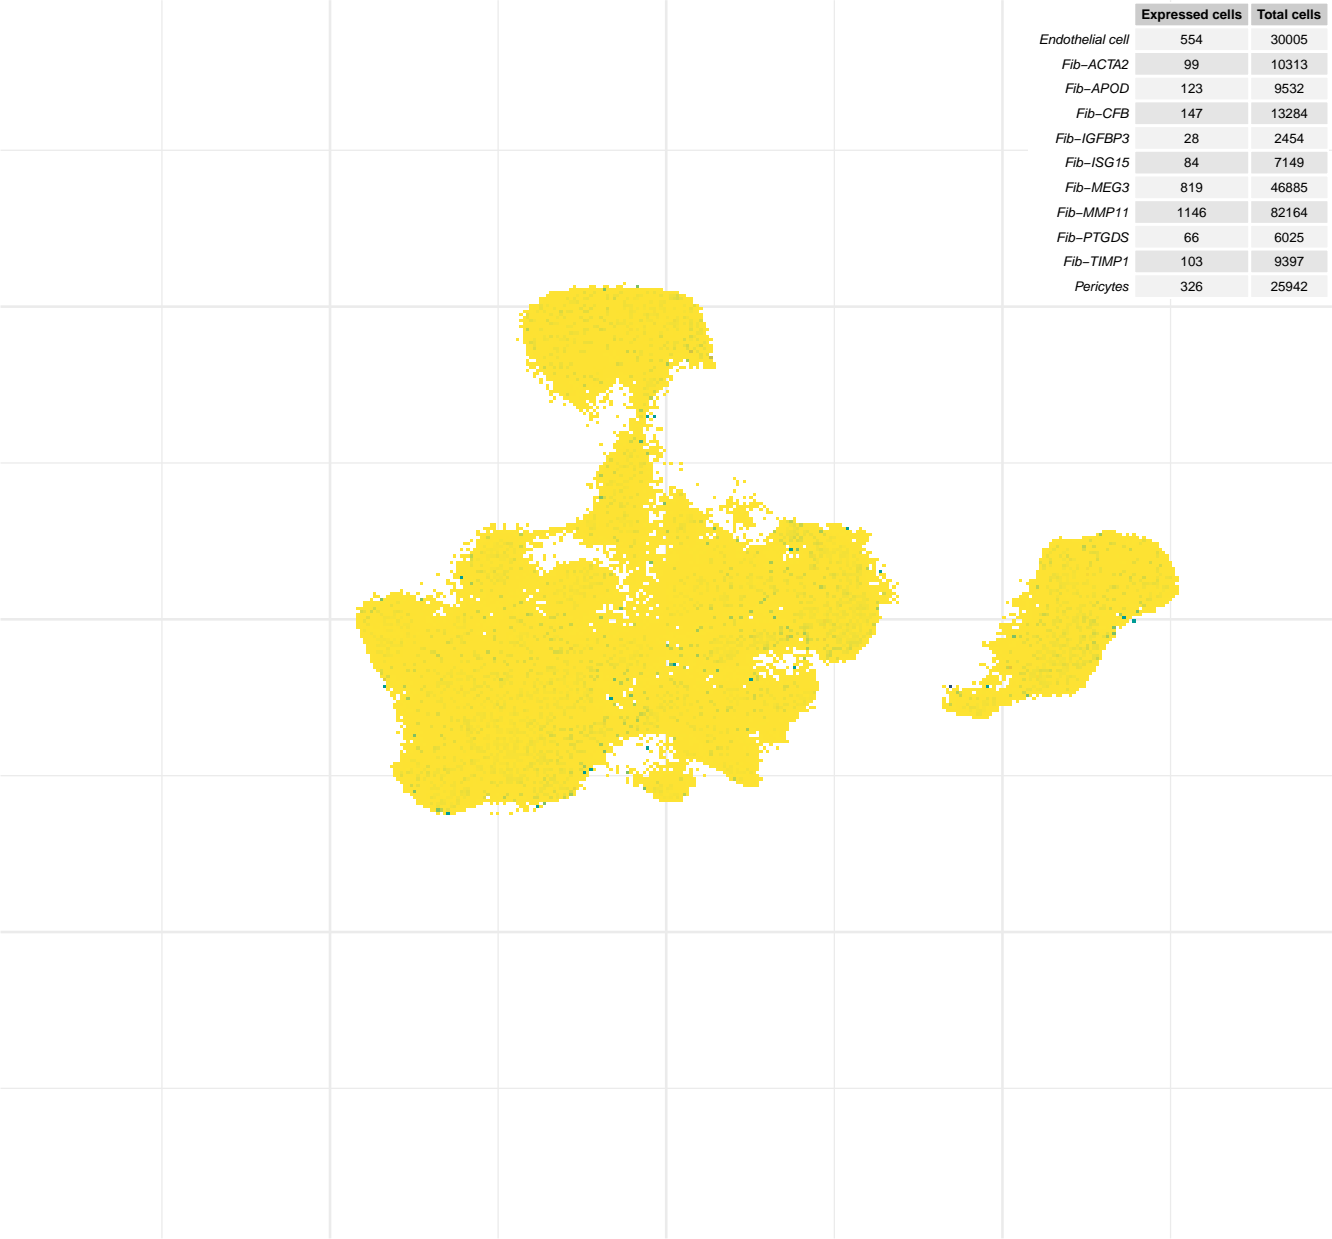 Expressed cells Total cells
Endothelial cell 554 30005
Fib−ACTA2 99 10313
Fib−APOD 123 9532
Fib−CFB 147 13284
Fib−IGFBP3 28 2454
Fib−ISG15 84 7149
Fib−MEG3 819 46885
Fib−MMP11 1146 82164
Fib−PTGDS 66 6025
Fib−TIMP1 103 9397
Pericytes 326 25942